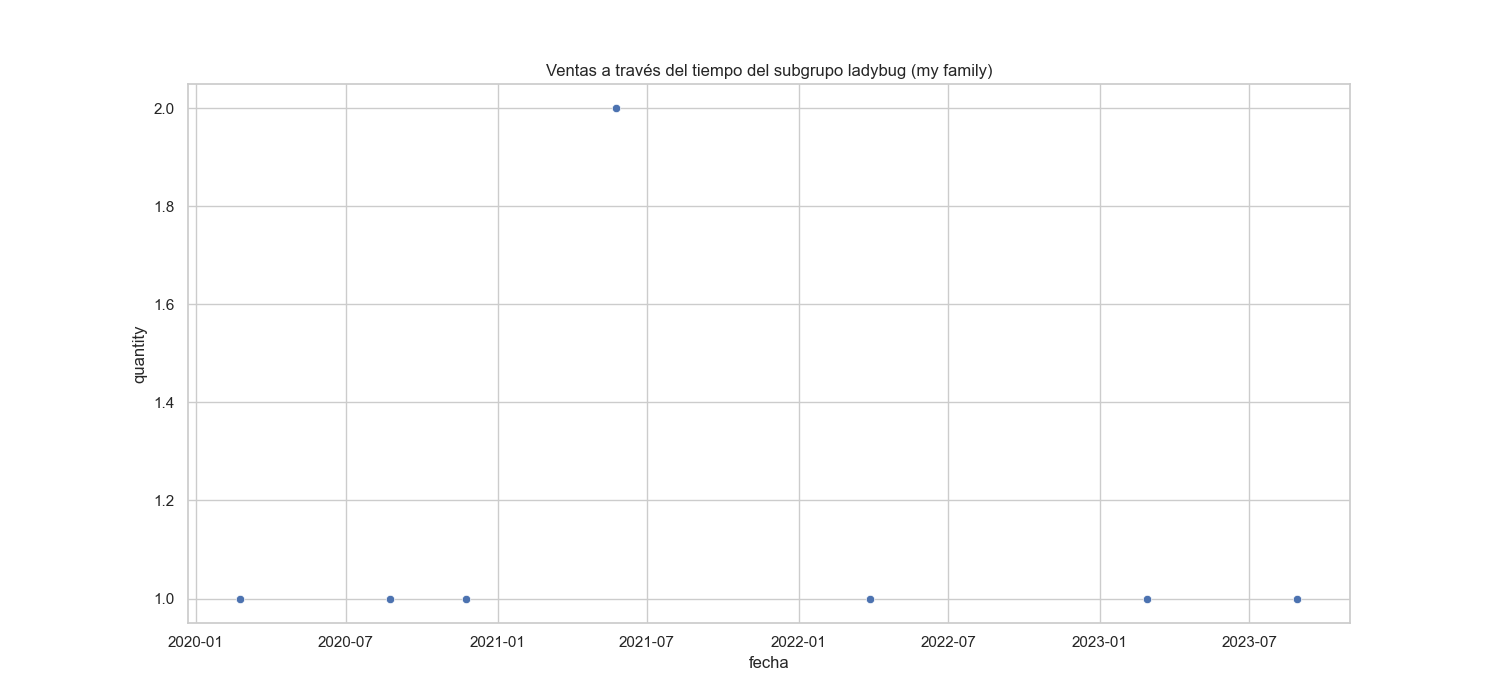 Ventas a través del tiempo del subgrupo ladybug (my family)
2.0
1.8
1.6
1.4
1.2
1.0
quantity
2020-01 2020-07 2021-01 2021-07 2022-01 2022-07 2023-01 2023-07
fecha